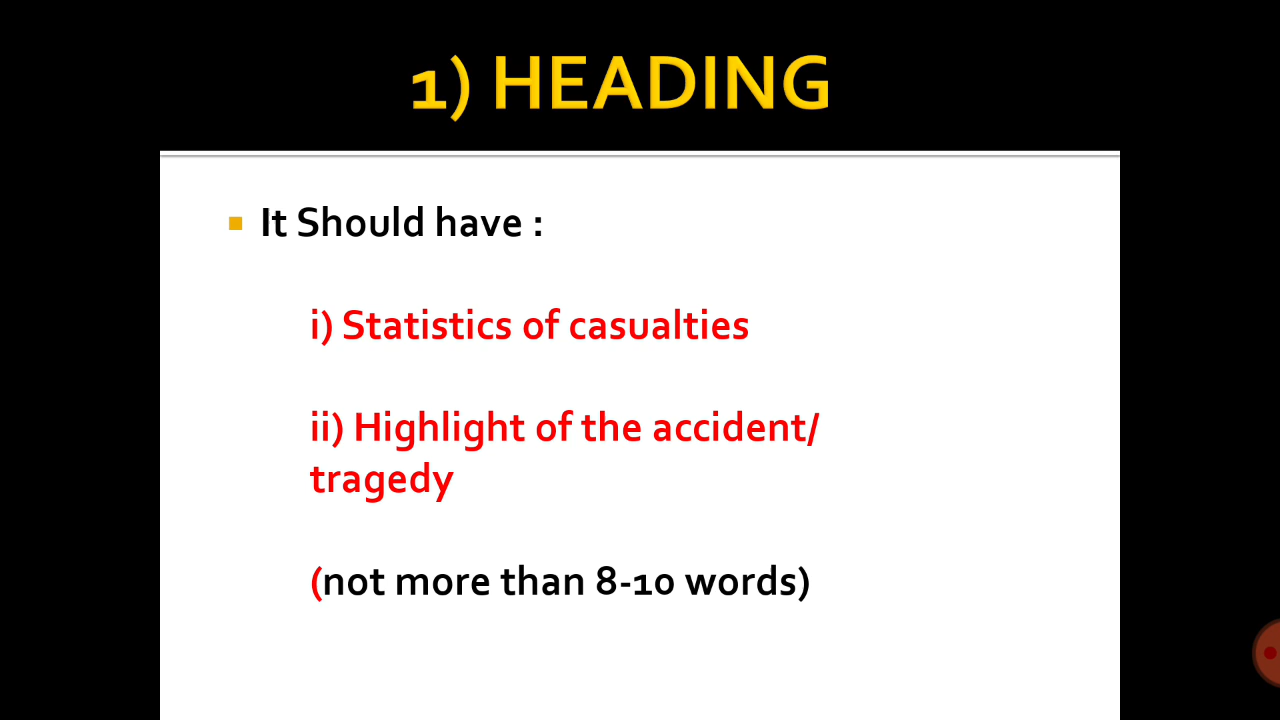 1) HEADING
It Should have :
i) Statistics of casualties
ii) Highlight of the accident/
tragedy
(not more than 8-10 words)